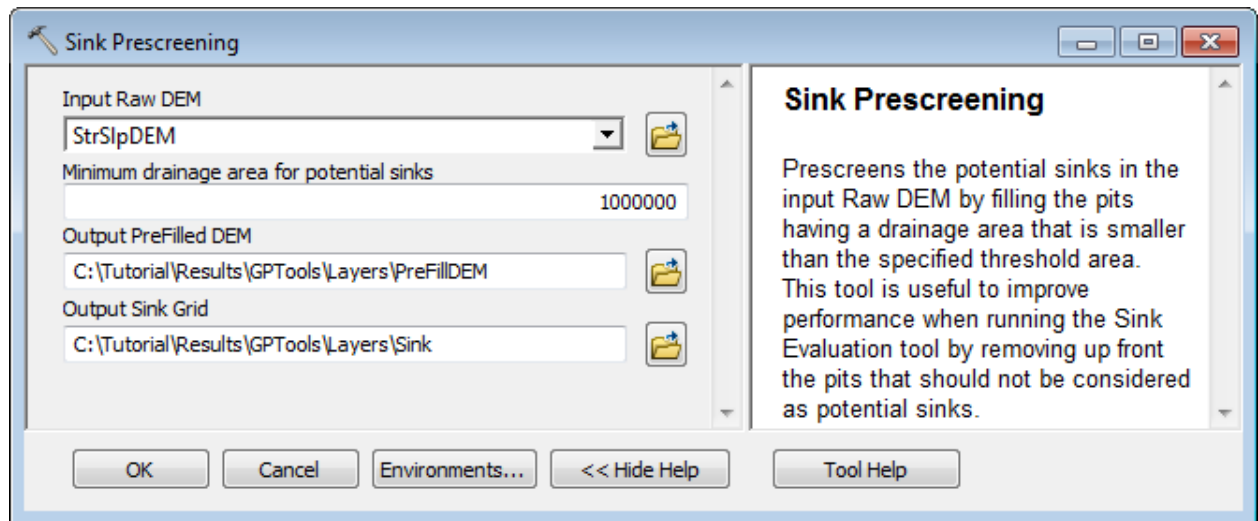 Sink Prescreening
Input Raw DEM
StrSlpDEM
Minimum drainage area for potential sinks
1000000
Output PreFilled DEM
C:\Tutorial\Results\GPTools\Layers\PreFillDEM
Output Sink Grid
C:\Tutorial\Results\GPTools\Layers\Sink
Sink Prescreening
Prescreens the potential sinks in the
input Raw DEM by filling the pits
having a drainage area that is smaller
than the specified threshold area.
This tool is useful to improve
performance when running the Sink
Evaluation tool by removing up front
the pits that should not be considered
as potential sinks.
OK
Cancel
Environments...
<< Hide Help
Tool Help